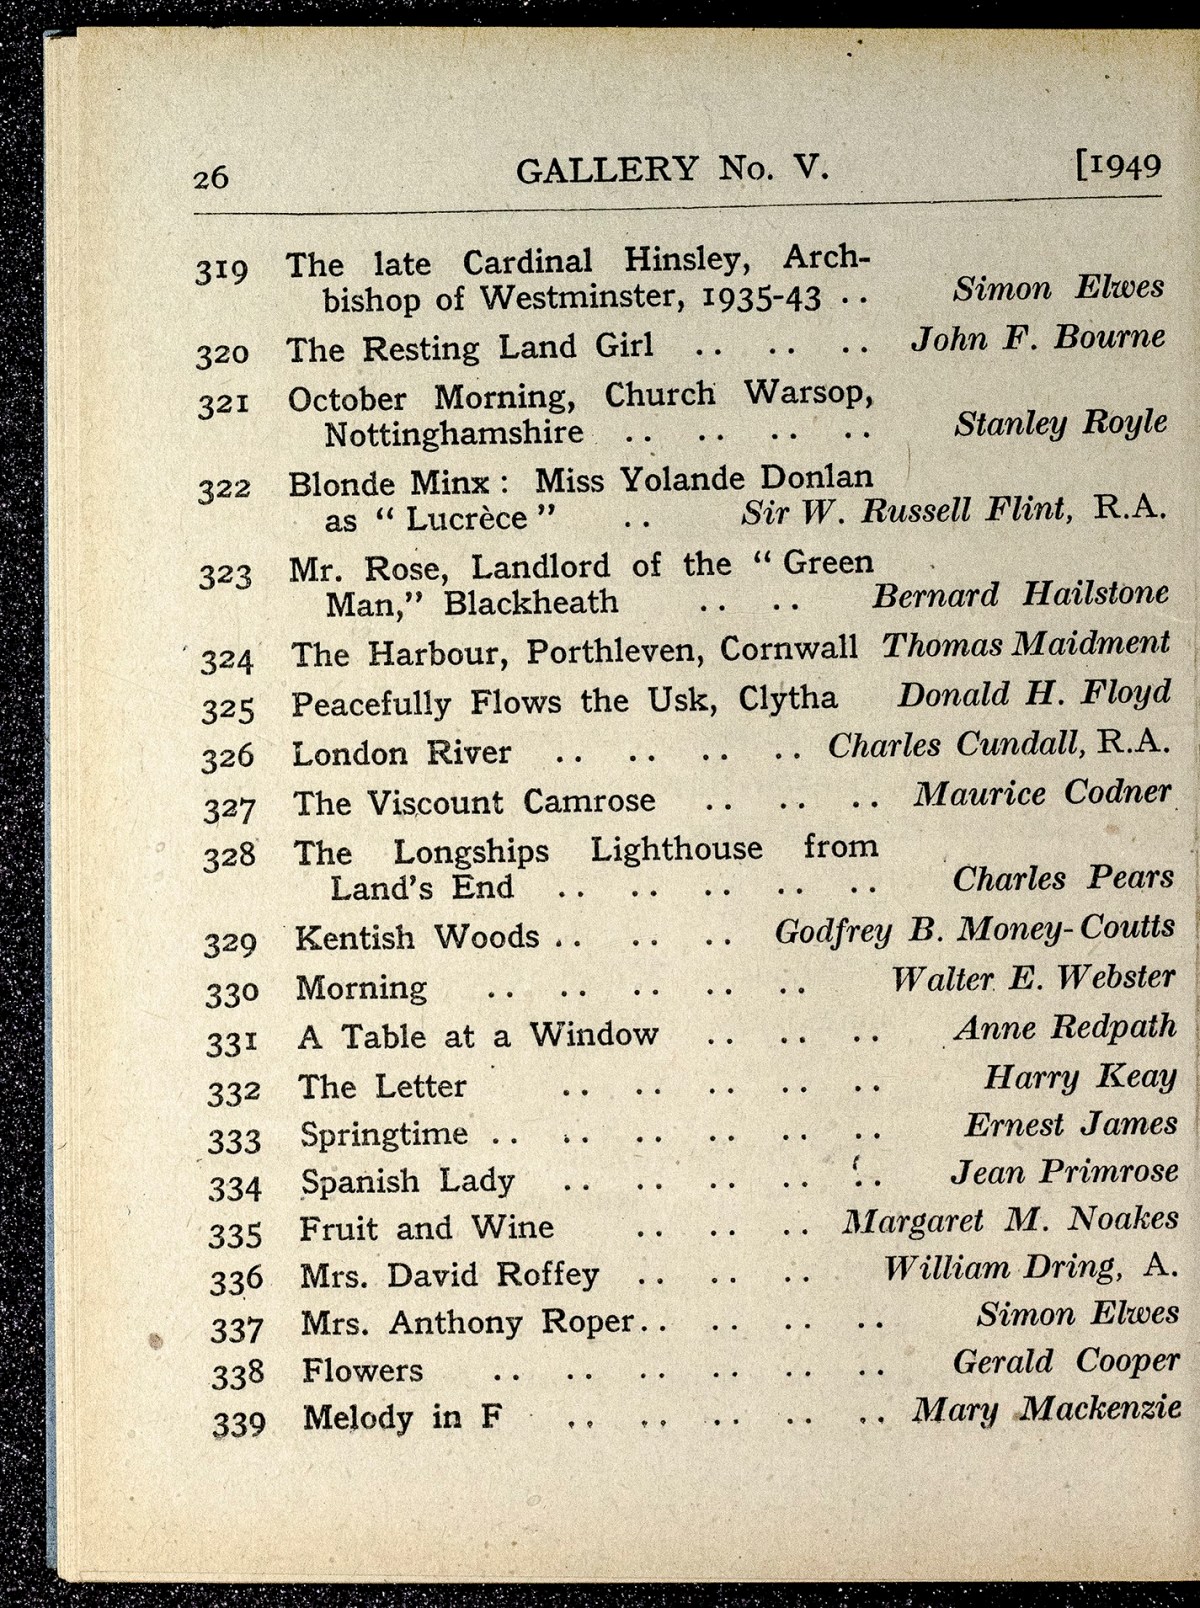 26 GALLERY No. V. [1949
319 The late Cardinal Hinsley, Arch-
bishop of Westminster, 1935-43 .. Simon Elwes
320 The Resting Land Girl .. .. .. John F. Bourne
321 October Morning, Church Warsop,
Nottinghamshire .. .. .. .. Stanley Royle
322 Blonde Minx : Miss Yolande Donlan
as “ Lucrèce ” .. Sir W. Russell Flint, R.A.
323 Mr. Rose, Landlord of the “ Green
Man,” Blackheath .. .. Bernard Hailstone
324 The Harbour, Porthleven, Cornwall Thomas Maidment
325 Peacefully Flows the Usk, Clytha Donald H. Floyd
326 London River .. .. .. .. Charles Cundall, R.A.
327 The Viscount Camrose .. .. .. Maurice Codner
328 The Longships Lighthouse from
Land’s End .. .. .. .. .. Charles Pears
329 Kentish Woods .. .. .. Godfrey B. Money-Coutts
330 Morning .. .. .. .. .. Walter E. Webster
331 A Table at a Window .. .. .. Anne Redpath
332 The Letter .. .. .. .. .. Harry Keay
333 Springtime .. .. .. .. .. .. Ernest James
334 Spanish Lady .. .. .. .. .. Jean Primrose
335 Fruit and Wine .. .. .. Margaret M. Noakes
336 Mrs. David Roffey .. .. .. William Dring, A.
337 Mrs. Anthony Roper .. .. .. .. Simon Elwes
338 Flowers .. .. .. .. .. .. Gerald Cooper
339 Melody in F .. .. .. .. .. Mary Mackenzie